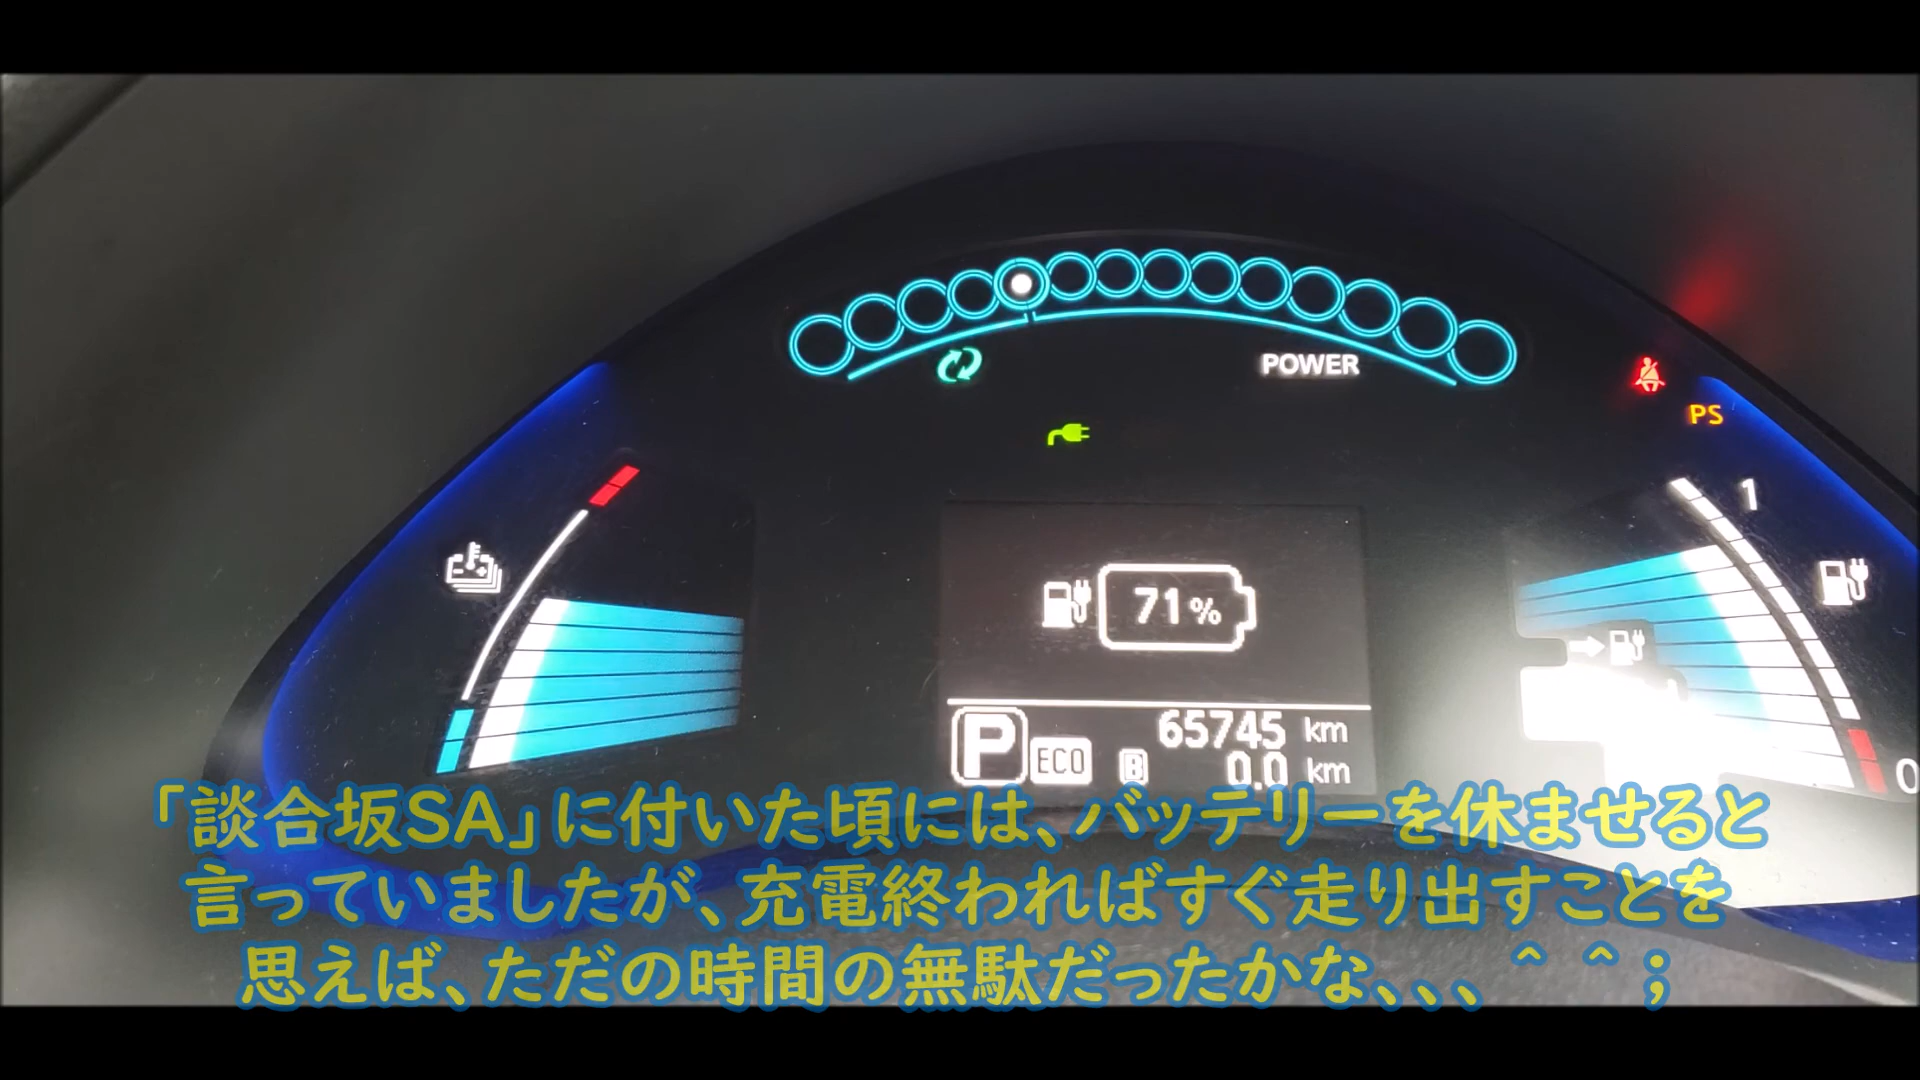 POWER
PS
1
71%
65745 km
P ECO B 0.0 km
0
「談合坂SA」に付いた頃には、バッテリーを休ませると
言っていましたが、充電終わればすぐ走り出すことを
思えば、ただの時間の無駄だったかな、、、＾＾；